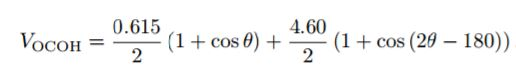 V_OCOH = 0.615/2 (1 + cos θ) + 4.60/2 (1 + cos (2θ − 180))